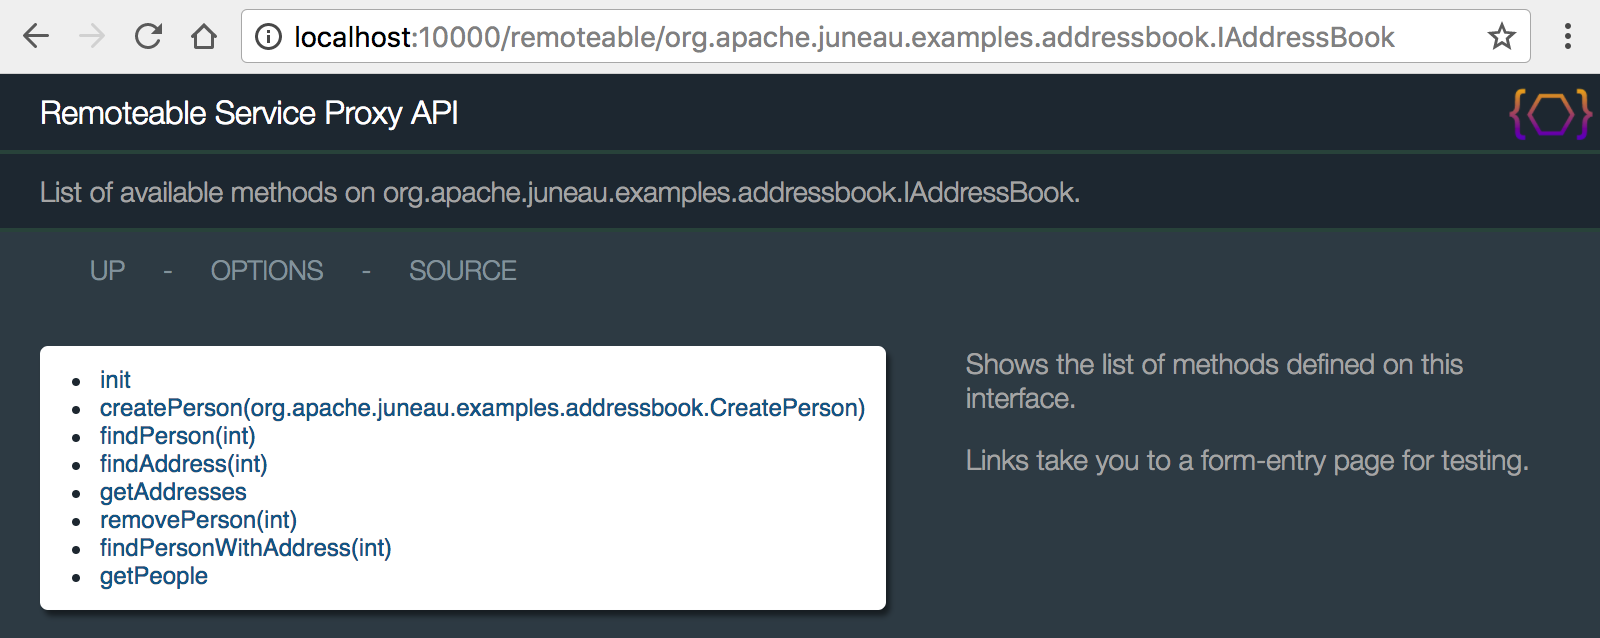 localhost:10000/remoteable/org.apache.juneau.examples.addressbook.IAddressBook
Remoteable Service Proxy API
List of available methods on org.apache.juneau.examples.addressbook.IAddressBook.
UP - OPTIONS - SOURCE
init
createPerson(org.apache.juneau.examples.addressbook.CreatePerson)
findPerson(int)
findAddress(int)
getAddresses
removePerson(int)
findPersonWithAddress(int)
getPeople
Shows the list of methods defined on this
interface.
Links take you to a form-entry page for testing.